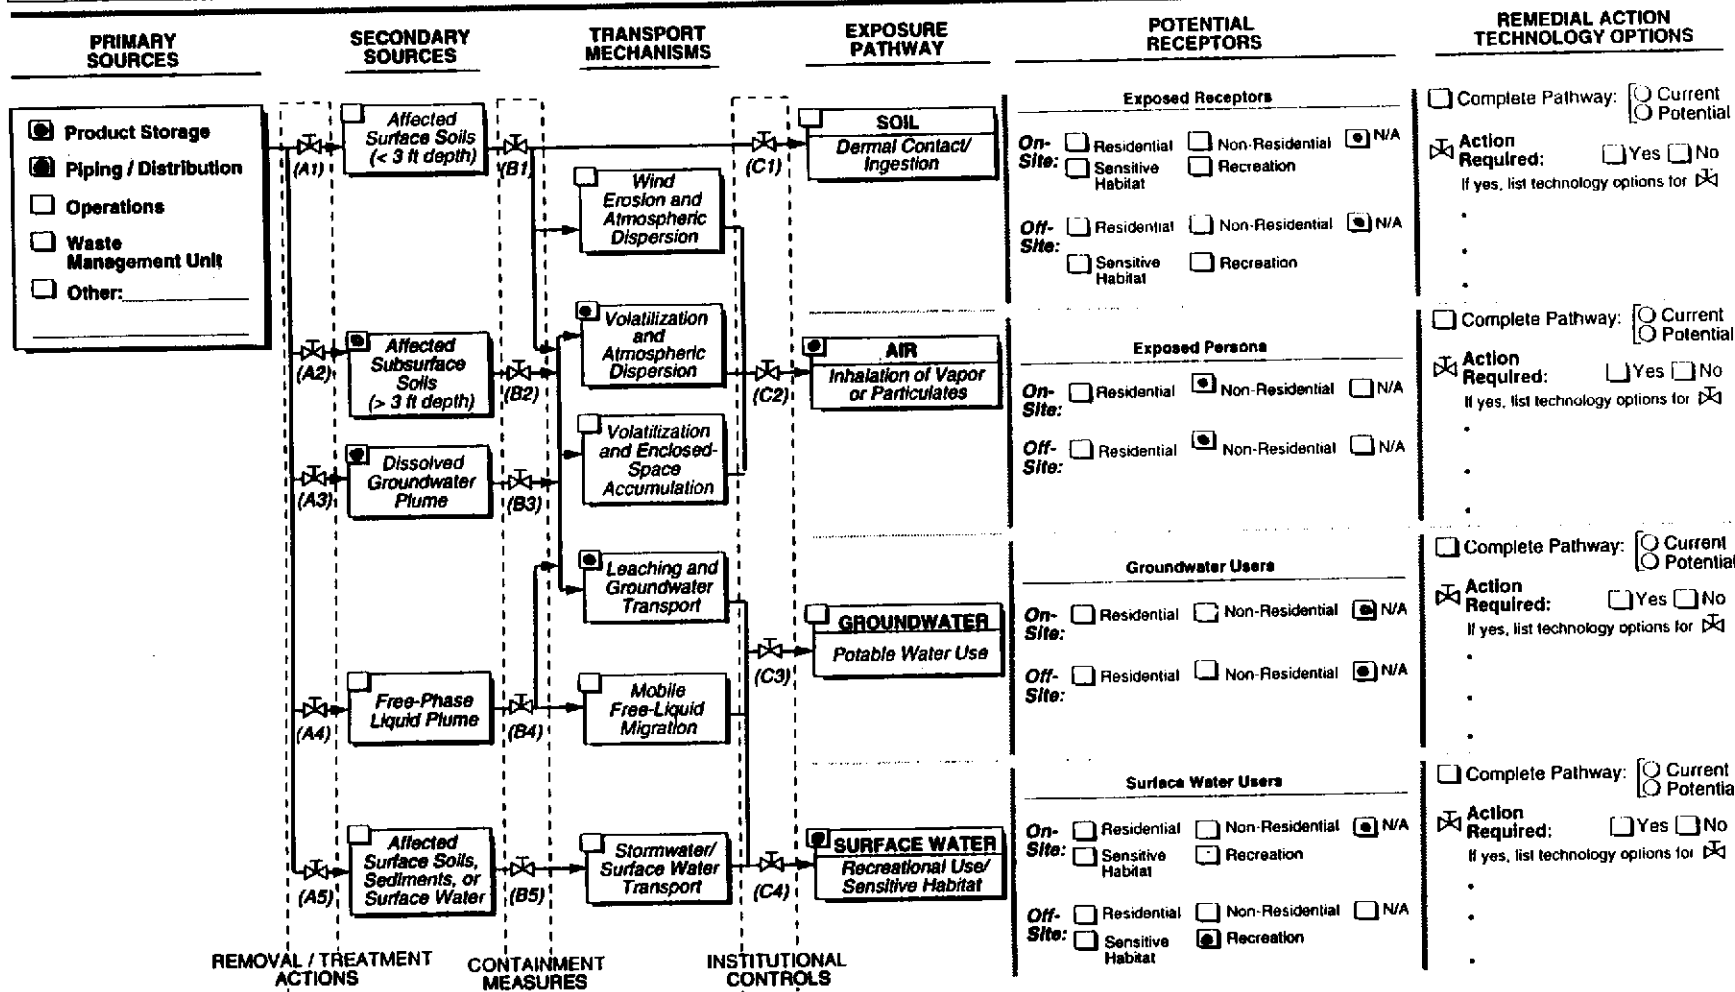 PRIMARY
SOURCES
SECONDARY
SOURCES
TRANSPORT
MECHANISMS
EXPOSURE
PATHWAY
POTENTIAL
RECEPTORS
REMEDIAL ACTION
TECHNOLOGY OPTIONS
Product Storage
Piping / Distribution
Operations
Waste
Management Unit
Other:
(A1)
(A2)
(A3)
(A4)
(A5)
REMOVAL / TREATMENT
ACTIONS
Affected
Surface Soils
(< 3 ft depth)
Affected
Subsurface
Soils
(> 3 ft depth)
Dissolved
Groundwater
Plume
Free-Phase
Liquid Plume
Affected
Surface Soils,
Sediments, or
Surface Water
(B1)
(B2)
(B3)
(B4)
(B5)
CONTAINMENT
MEASURES
Wind
Erosion and
Atmospheric
Dispersion
Volatilization
and
Atmospheric
Dispersion
Volatilization
and Enclosed-
Space
Accumulation
Leaching and
Groundwater
Transport
Mobile
Free-Liquid
Migration
Stormwater/
Surface Water
Transport
(C1)
(C2)
(C3)
(C4)
INSTITUTIONAL
CONTROLS
SOIL
Dermal Contact/
Ingestion
AIR
Inhalation of Vapor
or Particulates
GROUNDWATER
Potable Water Use
SURFACE WATER
Recreational Use/
Sensitive Habitat
Exposed Receptors
On- Site: Residential Non-Residential N/A
Sensitive Habitat Recreation
Off- Site: Residential Non-Residential N/A
Sensitive Habitat Recreation
Exposed Persons
On- Site: Residential Non-Residential N/A
Off- Site: Residential Non-Residential N/A
Groundwater Users
On- Site: Residential Non-Residential N/A
Off- Site: Residential Non-Residential N/A
Surface Water Users
On- Site: Residential Non-Residential N/A
Sensitive Habitat Recreation
Off- Site: Residential Non-Residential N/A
Sensitive Habitat Recreation
Complete Pathway: Current
Potential
Action
Required: Yes No
If yes, list technology options for
Complete Pathway: Current
Potential
Action
Required: Yes No
If yes, list technology options for
Complete Pathway: Current
Potential
Action
Required: Yes No
If yes, list technology options for
Complete Pathway: Current
Potential
Action
Required: Yes No
If yes, list technology options for